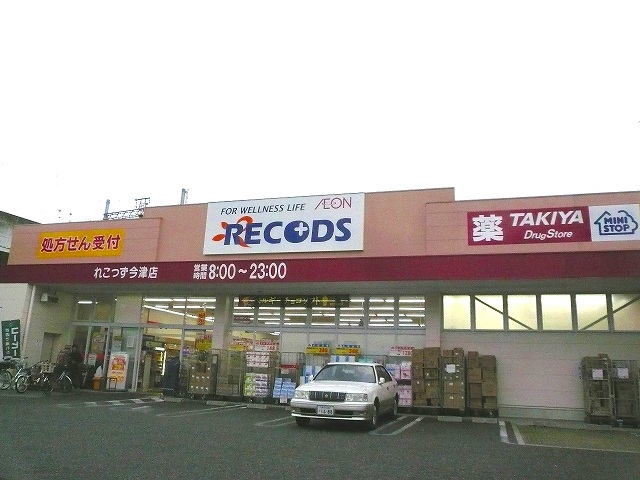 FOR WELLNESS LIFE
ÆON
RECODS
処方せん受付
薬
TAKIYA
DrugStore
MINI
STOP
れこっず今津店
営業
時間
8:00~23:00